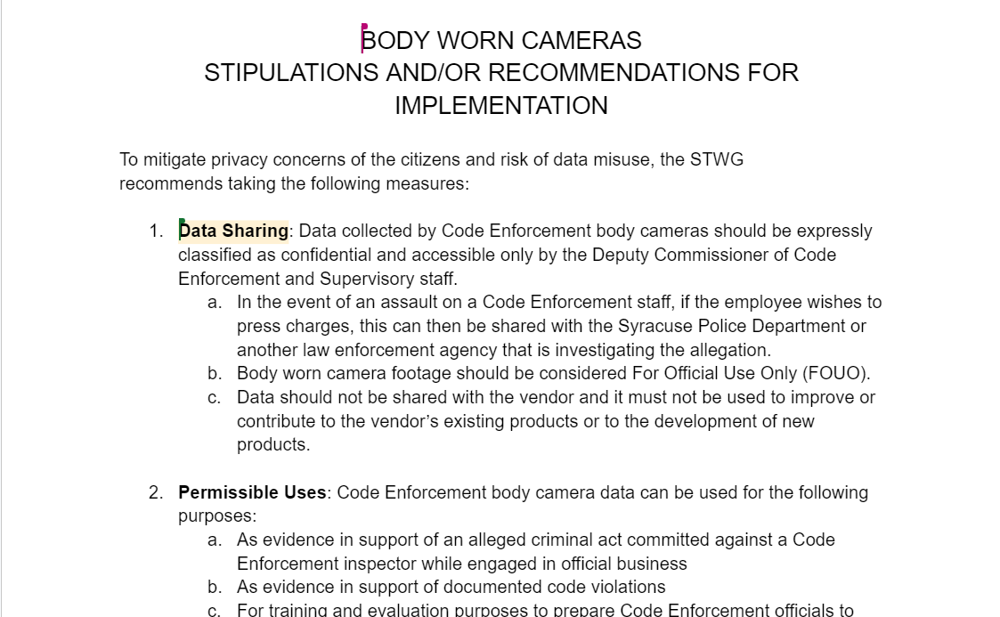 BODY WORN CAMERAS
STIPULATIONS AND/OR RECOMMENDATIONS FOR
IMPLEMENTATION
To mitigate privacy concerns of the citizens and risk of data misuse, the STWG
recommends taking the following measures:
1. Data Sharing: Data collected by Code Enforcement body cameras should be expressly
classified as confidential and accessible only by the Deputy Commissioner of Code
Enforcement and Supervisory staff.
a. In the event of an assault on a Code Enforcement staff, if the employee wishes to
press charges, this can then be shared with the Syracuse Police Department or
another law enforcement agency that is investigating the allegation.
b. Body worn camera footage should be considered For Official Use Only (FOUO).
c. Data should not be shared with the vendor and it must not be used to improve or
contribute to the vendor’s existing products or to the development of new
products.
2. Permissible Uses: Code Enforcement body camera data can be used for the following
purposes:
a. As evidence in support of an alleged criminal act committed against a Code
Enforcement inspector while engaged in official business
b. As evidence in support of documented code violations
c. For training and evaluation purposes to prepare Code Enforcement officials to